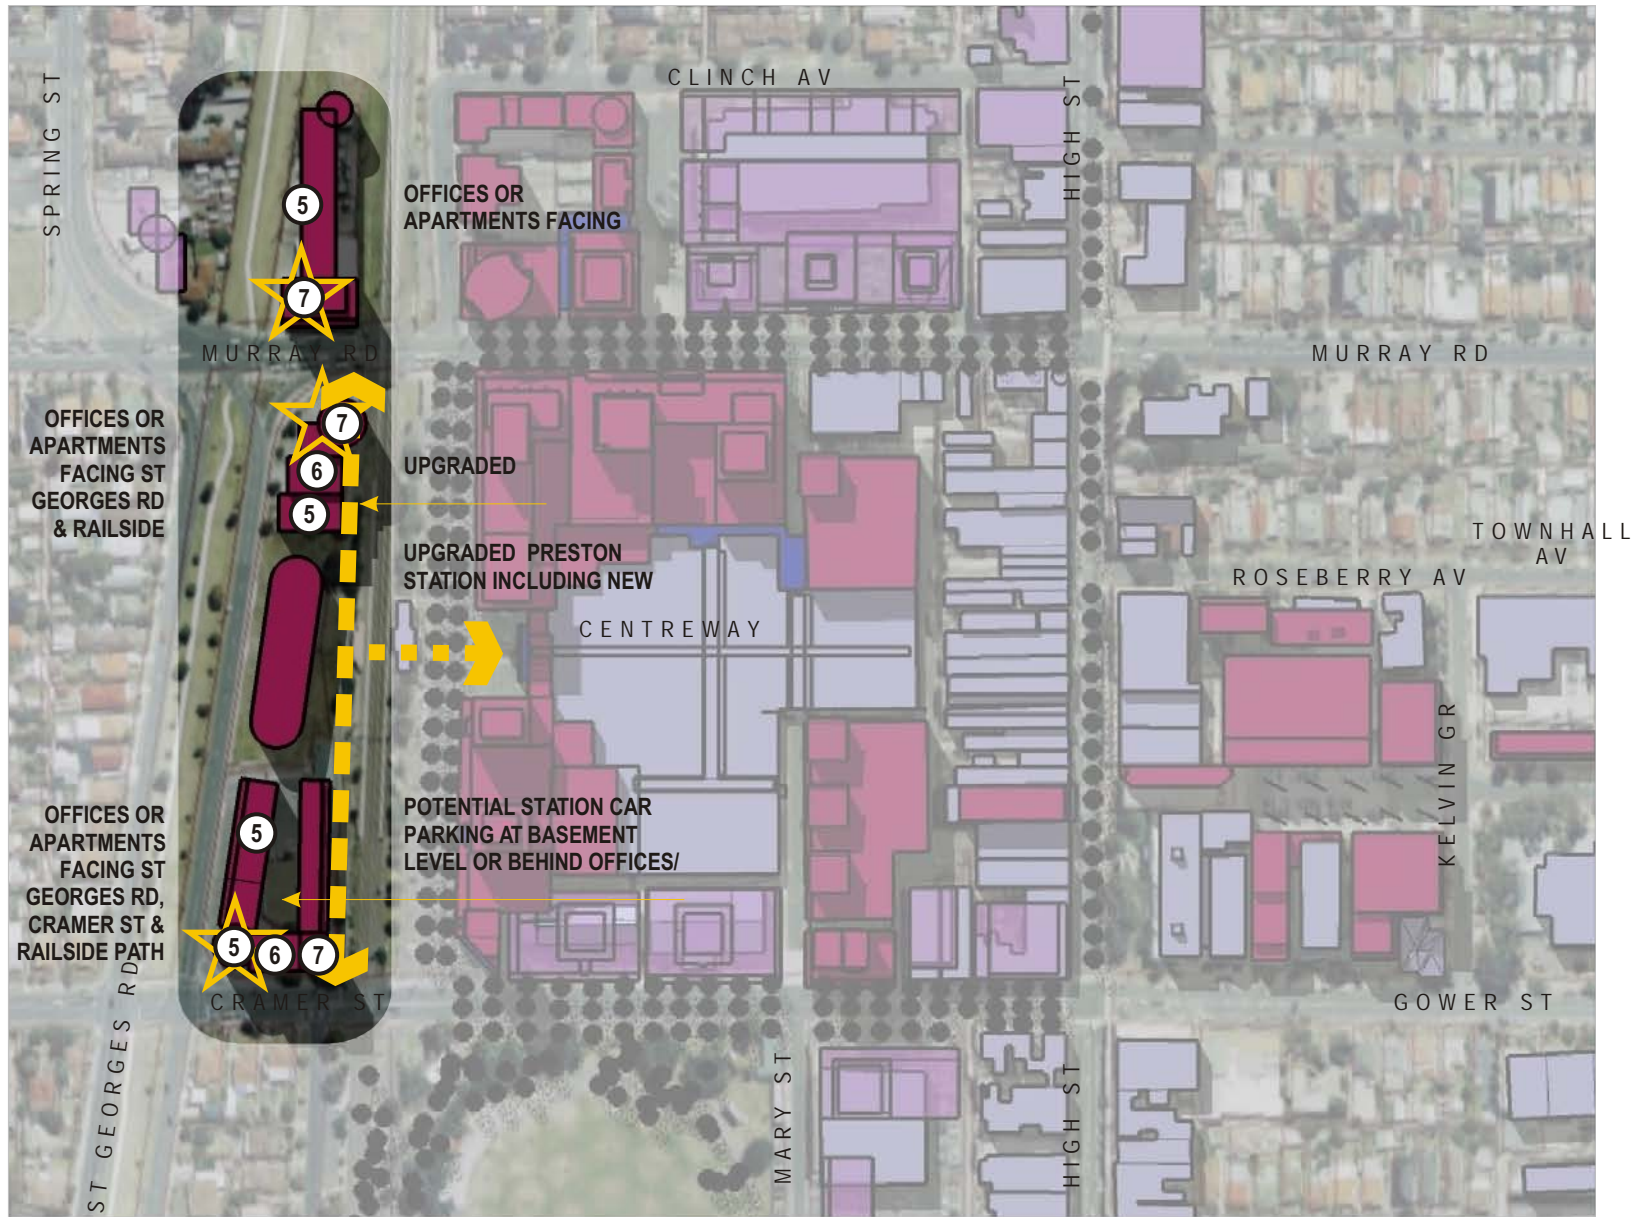 CLINCH AV
SPRING ST
HIGH ST
5
OFFICES OR
APARTMENTS FACING
7
MURRAY RD
MURRAY RD
OFFICES OR
APARTMENTS
FACING ST
GEORGES RD
& RAILSIDE
7
6
5
UPGRADED
UPGRADED PRESTON
STATION INCLUDING NEW
TOWNHALL
AV
ROSEBERRY AV
CENTREWAY
KELVIN GR
OFFICES OR
APARTMENTS
FACING ST
GEORGES RD,
CRAMER ST &
RAILSIDE PATH
5
POTENTIAL STATION CAR
PARKING AT BASEMENT
LEVEL OR BEHIND OFFICES/
5
6
7
CRAMER ST
GOWER ST
ST GEORGES RD
MARY ST
HIGH ST